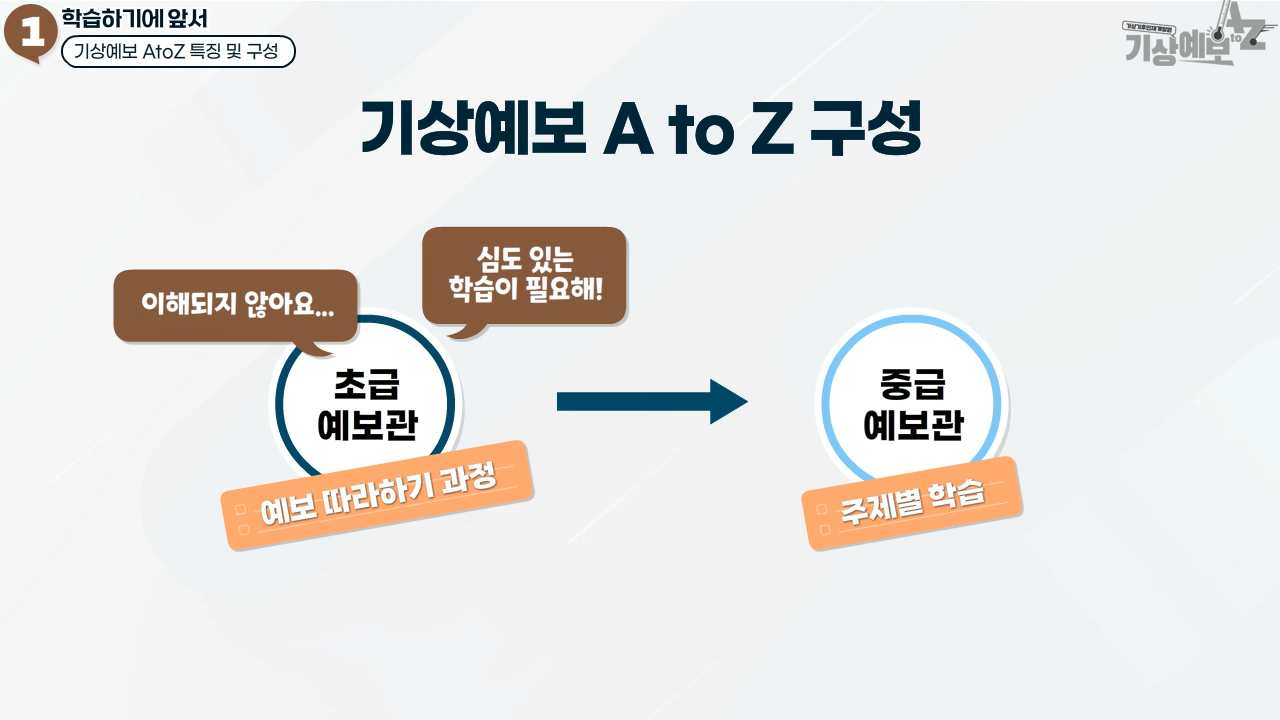 1
학습하기에 앞서
기상예보 AtoZ 특징 및 구성
기상예보 AtoZ
기상예보 A to Z 구성
심도 있는
학습이 필요해!
이해되지 않아요...
초급
예보관
예보 따라하기 과정
중급
예보관
주제별 학습